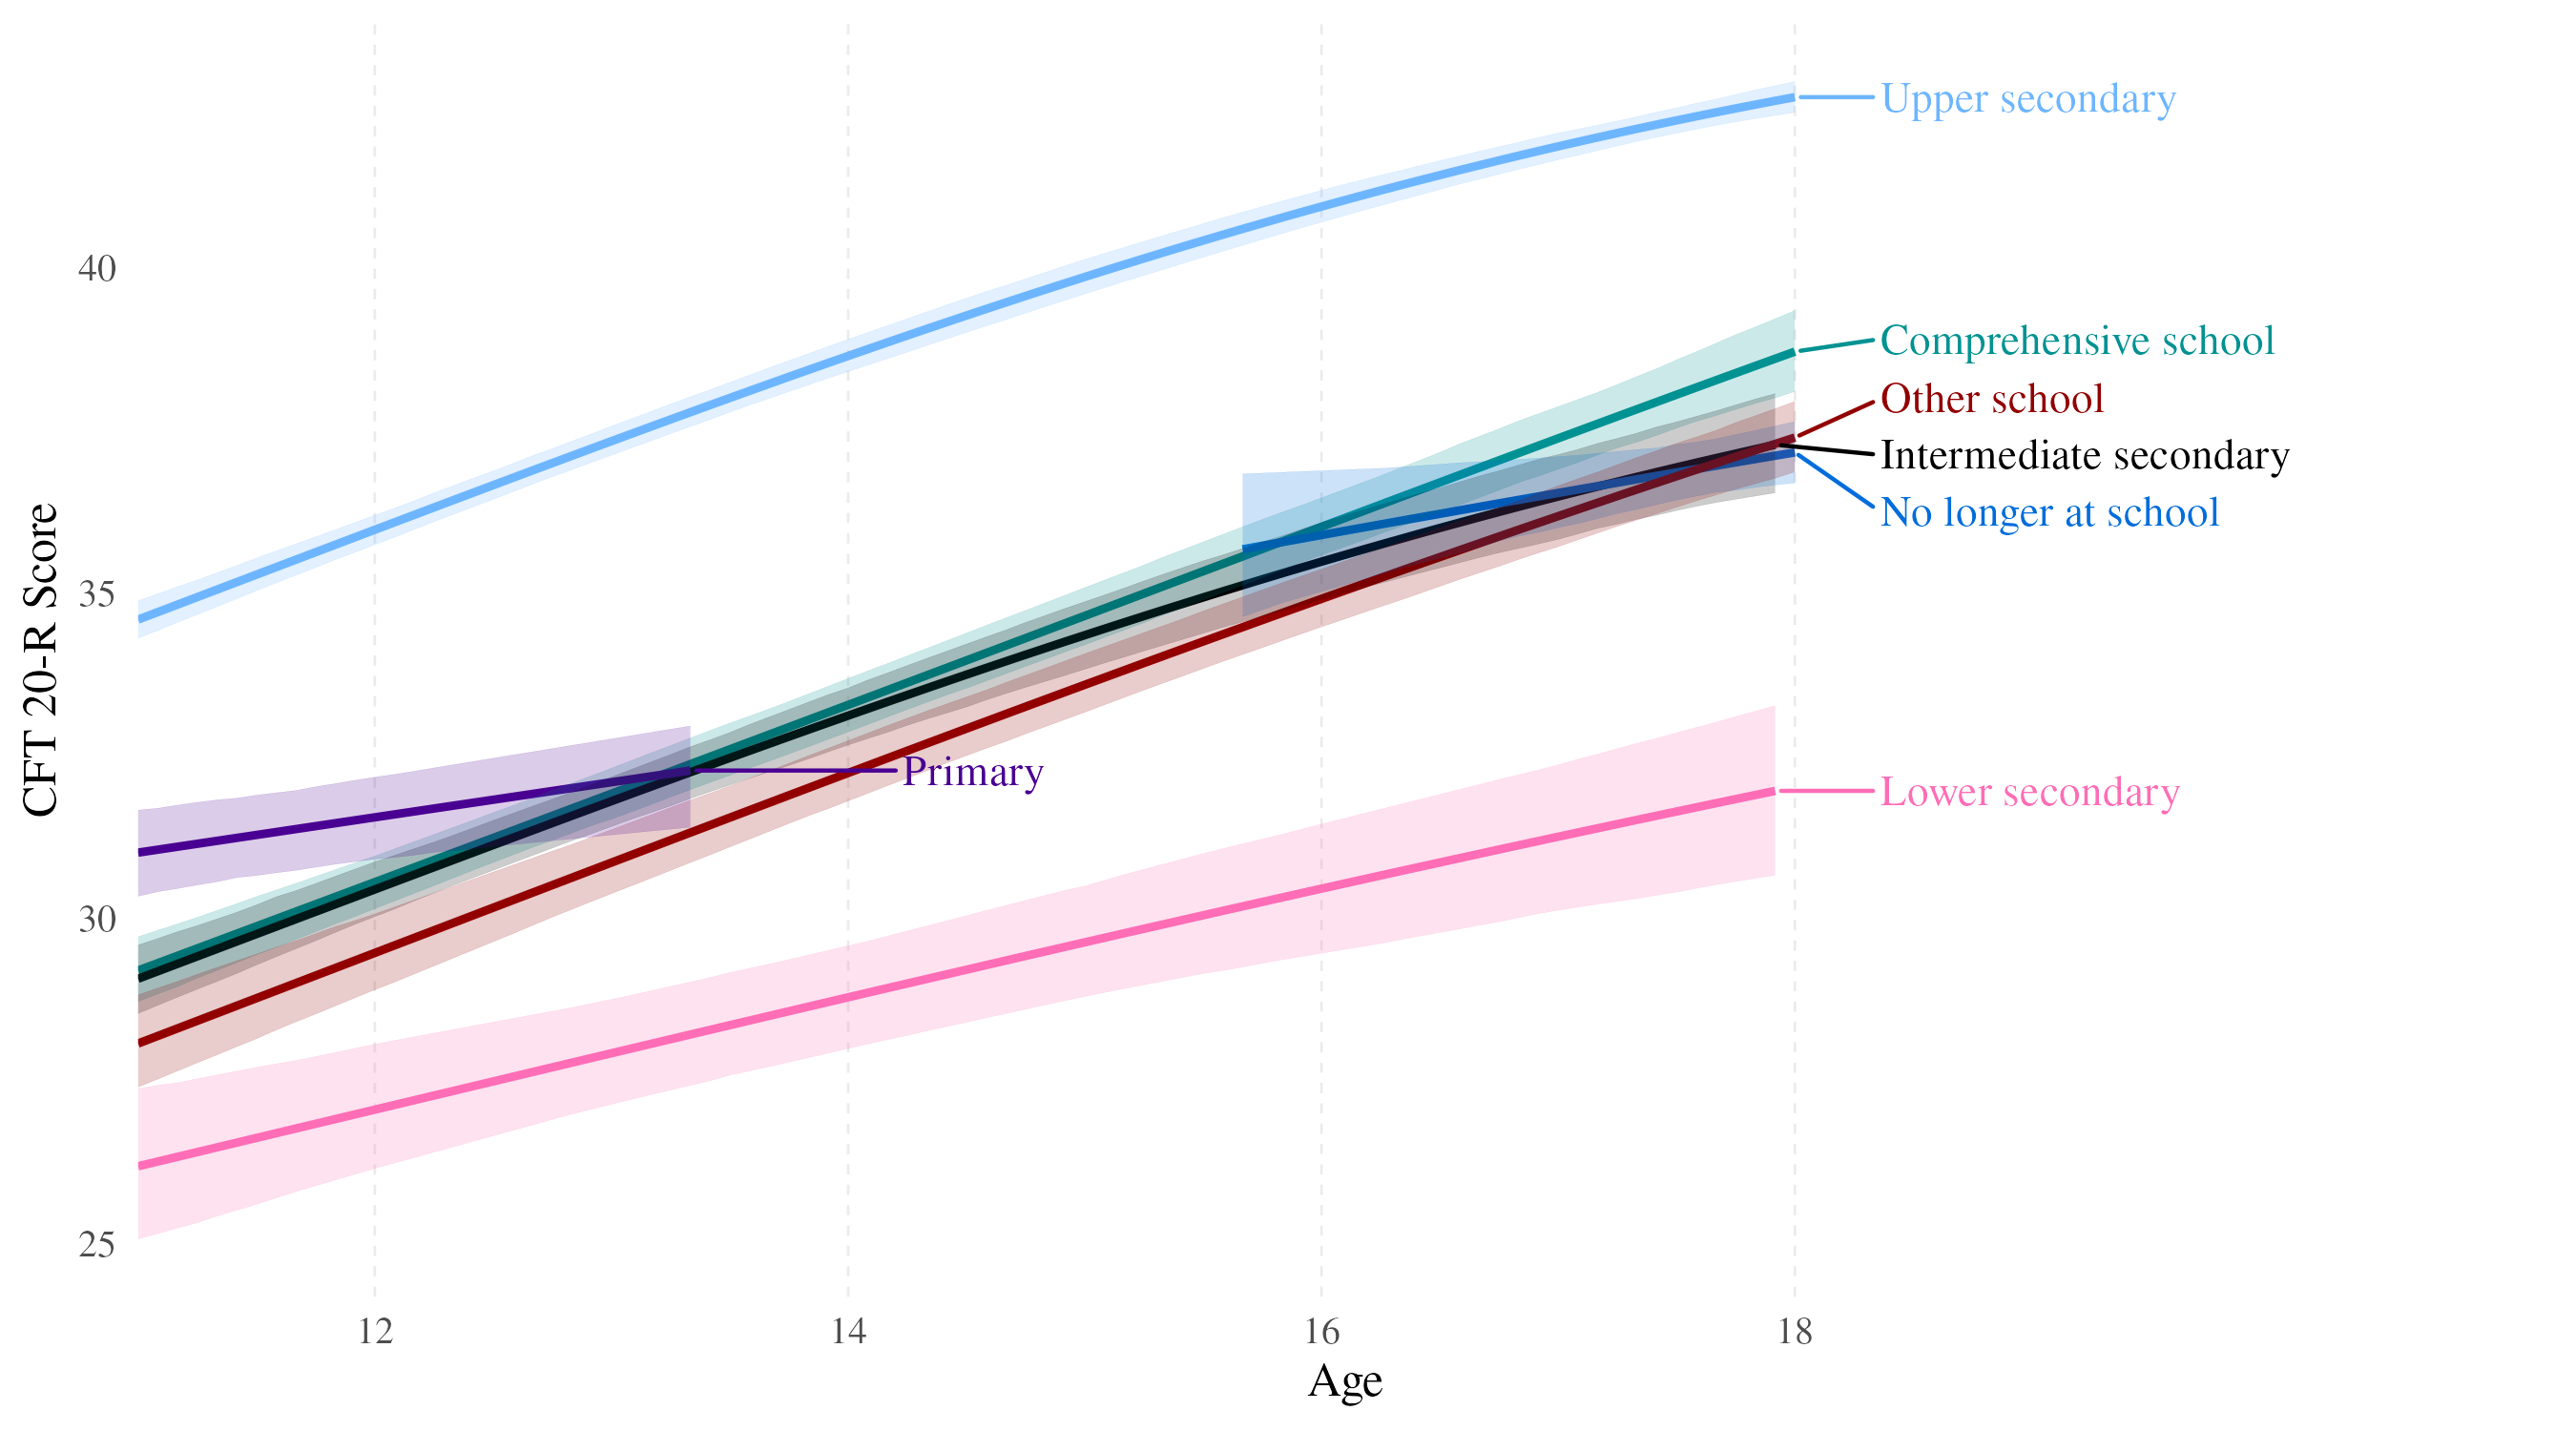 Upper secondary
40
Comprehensive school
Other school
Intermediate secondary
No longer at school
35
CFT 20-R Score
Primary
Lower secondary
30
25
12 14 16 18
Age